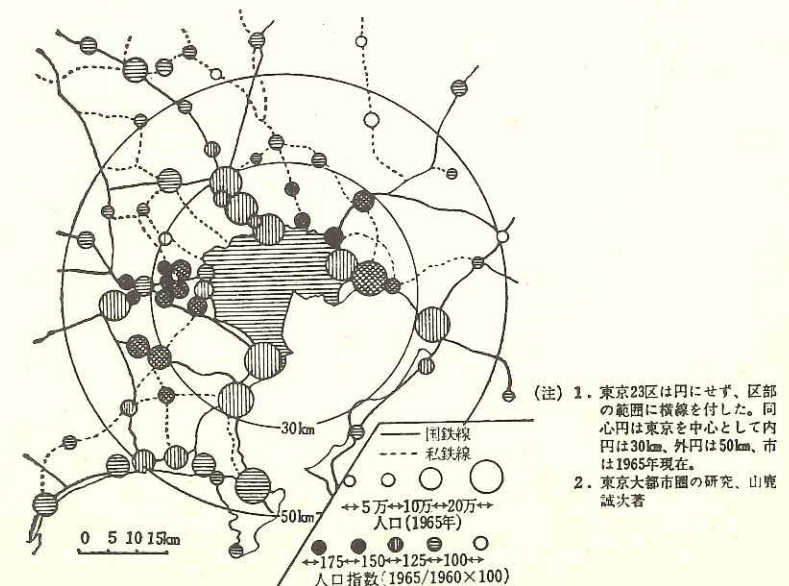 30km
50km
国鉄線
私鉄線
↔5万↔10万↔20万↔
人口(1965年)
↔175↔150↔125↔100↔
人口指数(1965/1960×100)
0 5 10 15km
(注) 1. 東京23区は円にせず、区部
の範囲に横線を付した。同
心円は東京を中心として内
円は30km、外円は50km、市
は1965年現在。
2. 東京大都市圏の研究、山鹿
誠次著